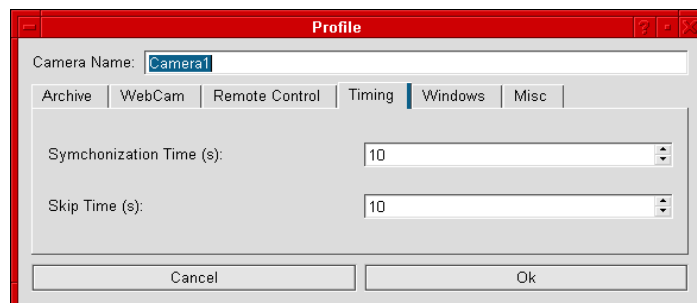 Profile
Camera Name: Camera1
Archive WebCam Remote Control Timing Windows Misc
Symchonization Time (s): 10
Skip Time (s): 10
Cancel Ok